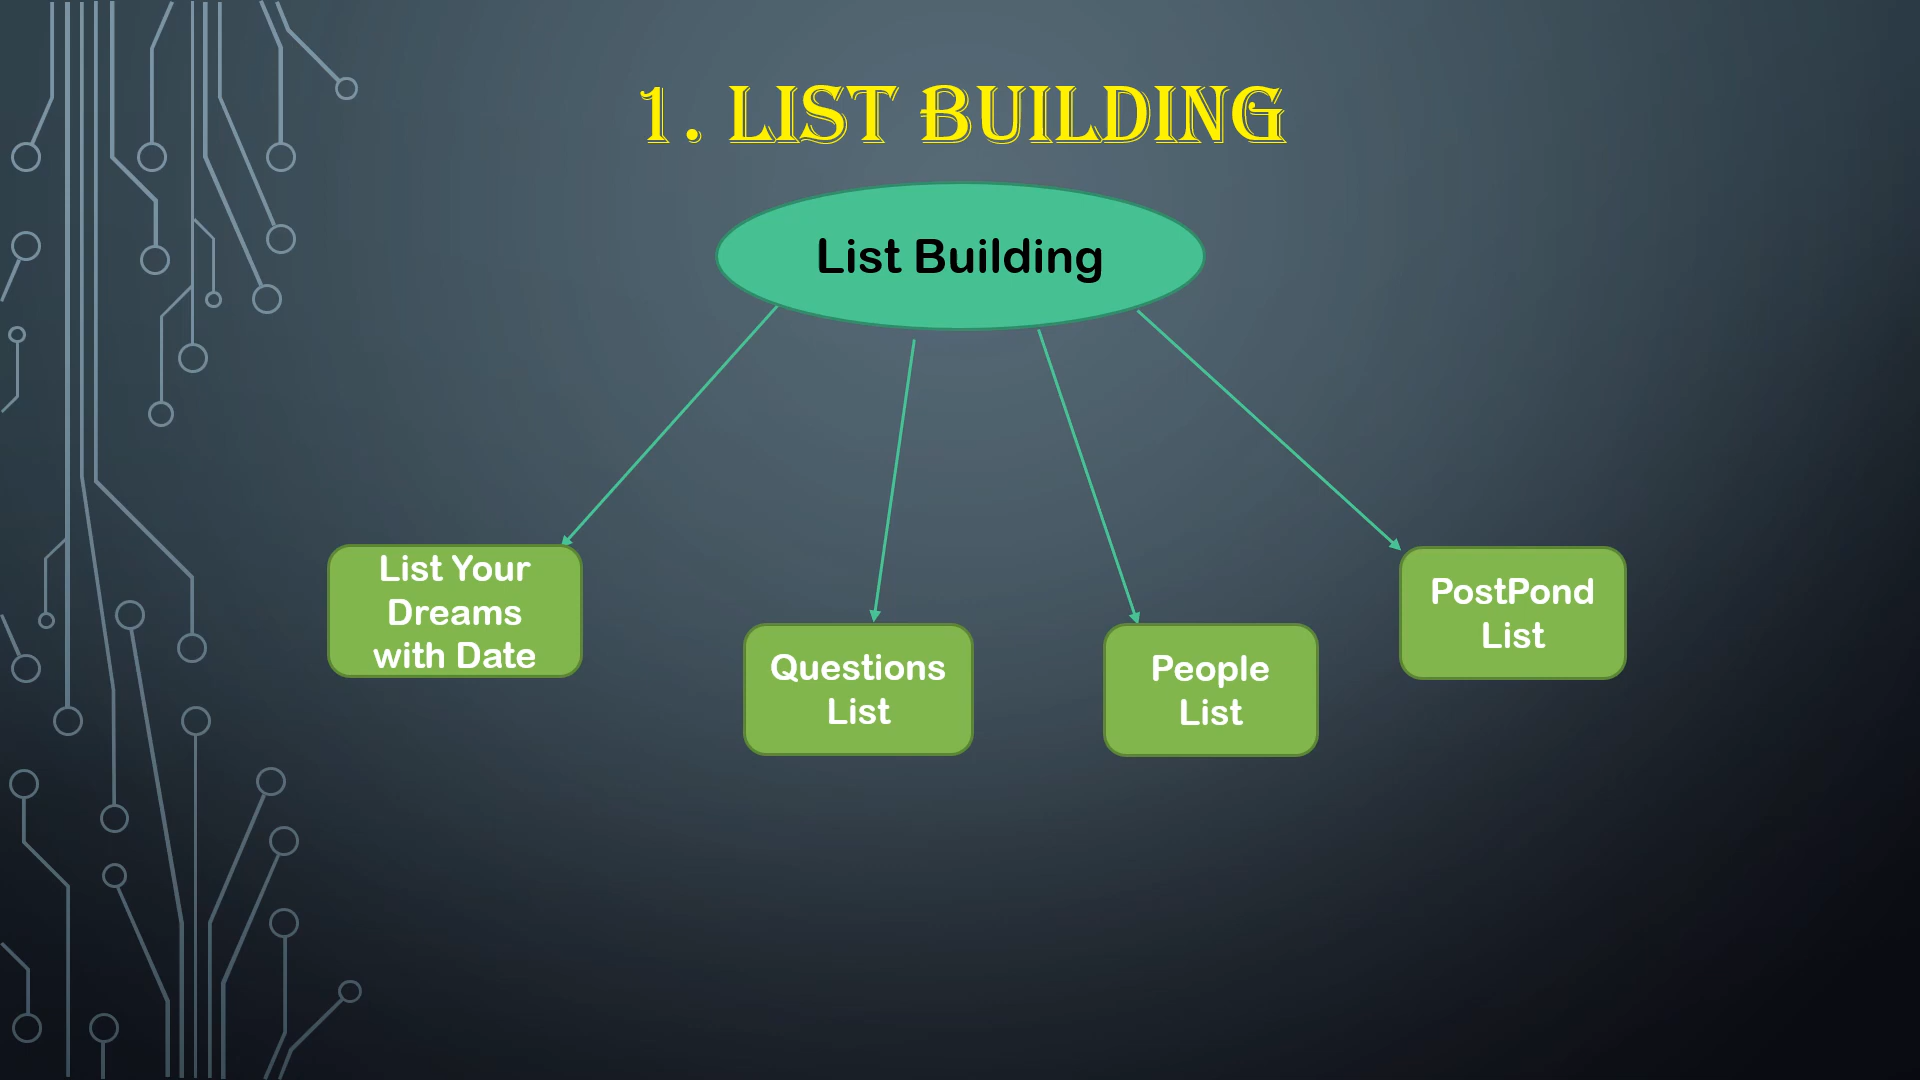 1. LIST BUILDING
List Building
List Your
Dreams
with Date
Questions
List
People
List
PostPond
List